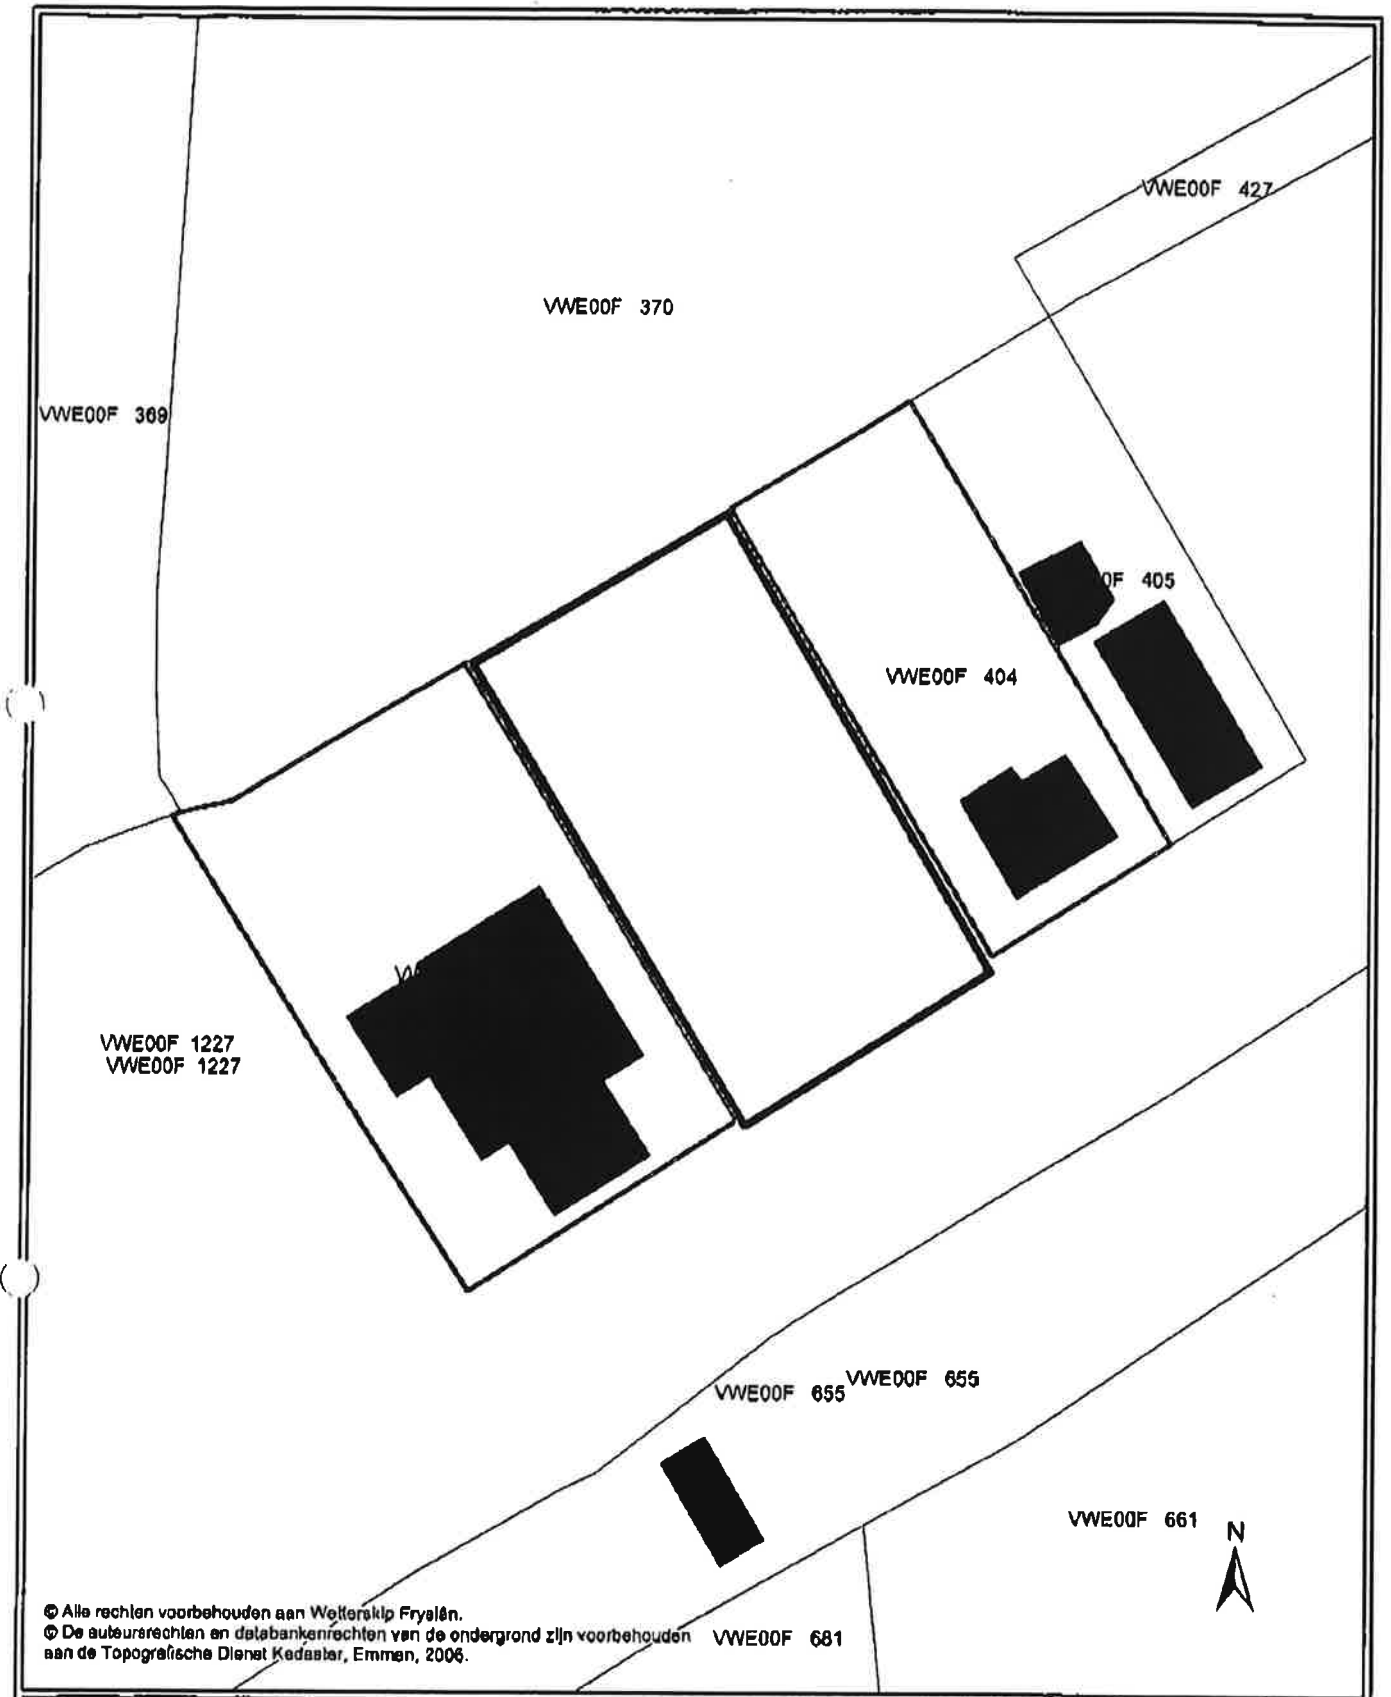 VWE00F 427
VWE00F 370
VWE00F 369
0F 405
VWE00F 404
VWE00F 1227
VWE00F 1227
VWE00F 655
VWE00F 655
VWE00F 661
N
© Alle rechten voorbehouden aan Wetterskip Fryslân.
© De auteursrechten en databankenrechten van de ondergrond zijn voorbehouden
aan de Topografische Dienst Kadaster, Emmen, 2006.
VWE00F 681